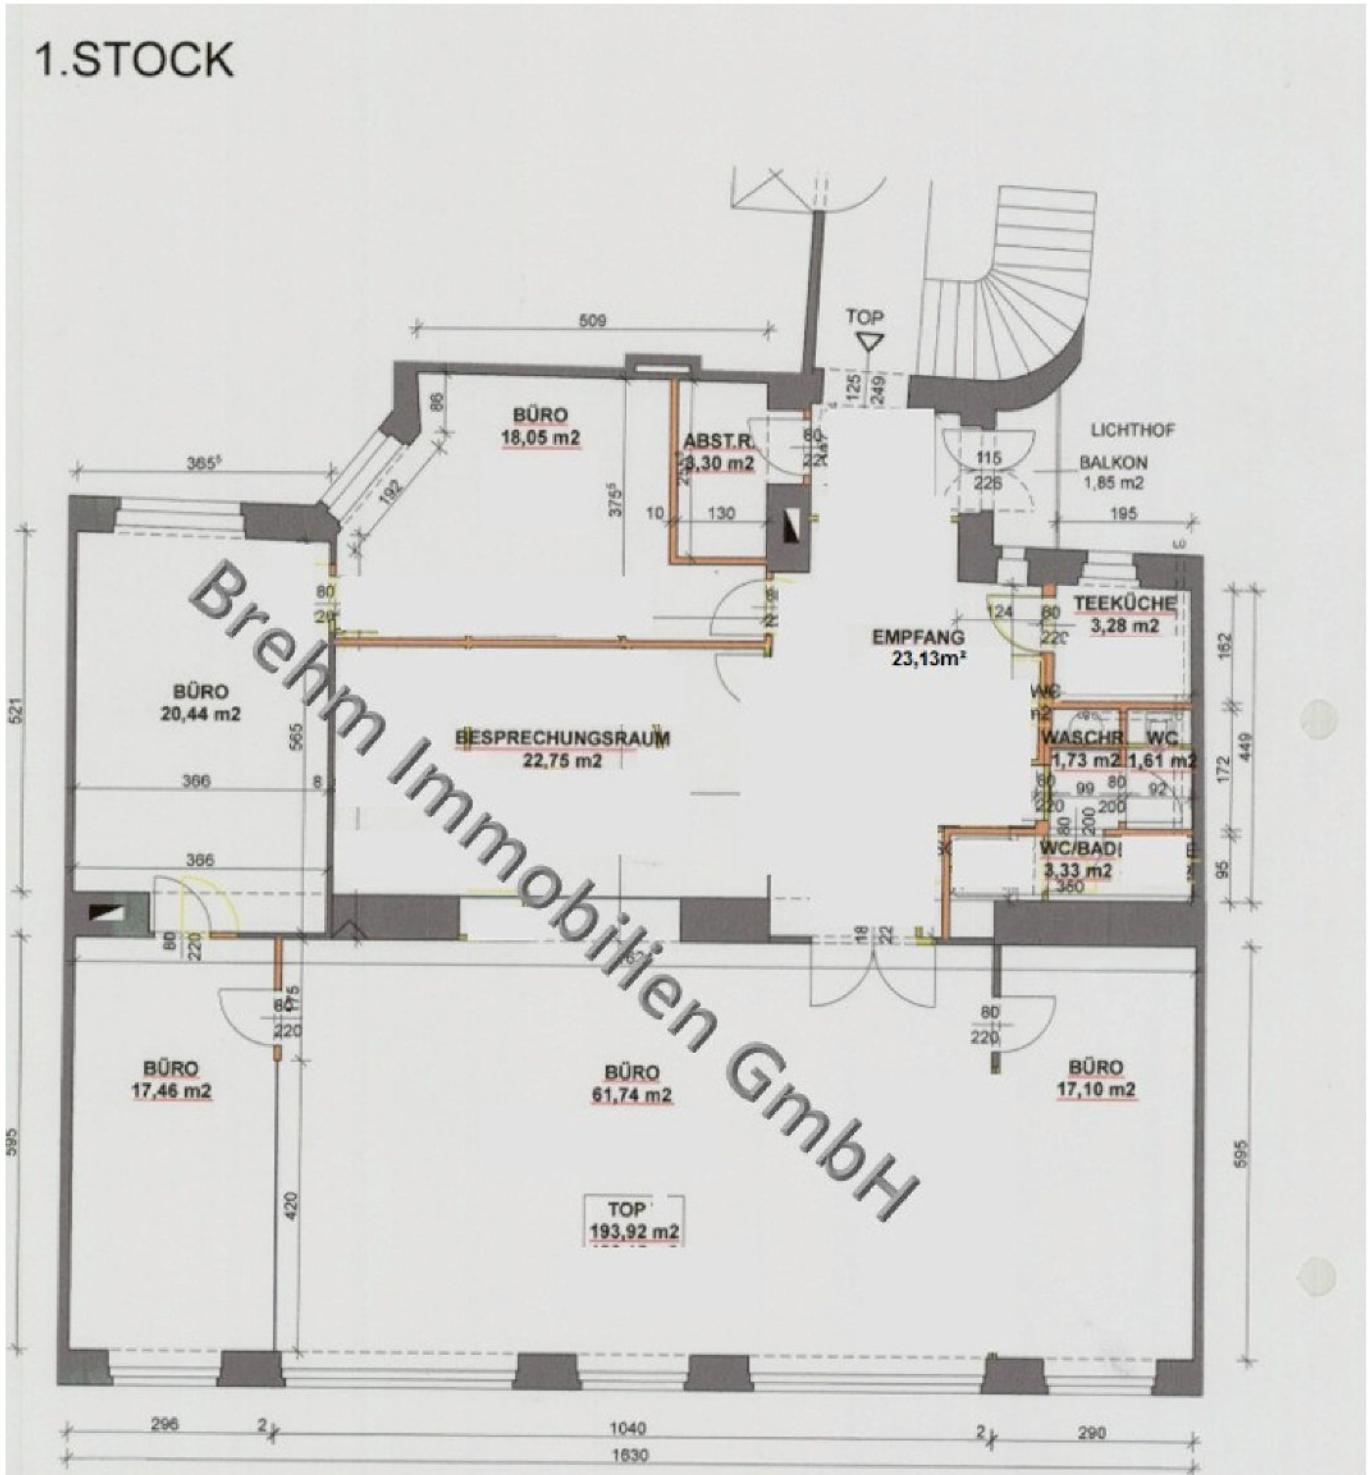 1.STOCK
509
TOP
125
249
86
BÜRO
18,05 m2
ABST.R.
3,30 m2
80
LICHTHOF
BALKON
1,85 m2
115
226
365⁵
192
375⁵
10
130
195
80
TEEKÜCHE
3,28 m2
124
80
EMPFANG
23,13m²
162
BÜRO
20,44 m2
521
565
BESPRECHUNGSRAUM
22,75 m2
WC
m2
WASCHR
1,73 m2
WC
1,61 m2
449
172
366
8
80
220
99
80
200
92
80
200
366
WC/BAD
3,33 m2
360
95
80
220
18
22
80
220
80
220
595
BÜRO
17,46 m2
BÜRO
61,74 m2
BÜRO
17,10 m2
595
420
TOP
193,92 m2
296
2
1040
2
290
1630
Brehm Immobilien GmbH